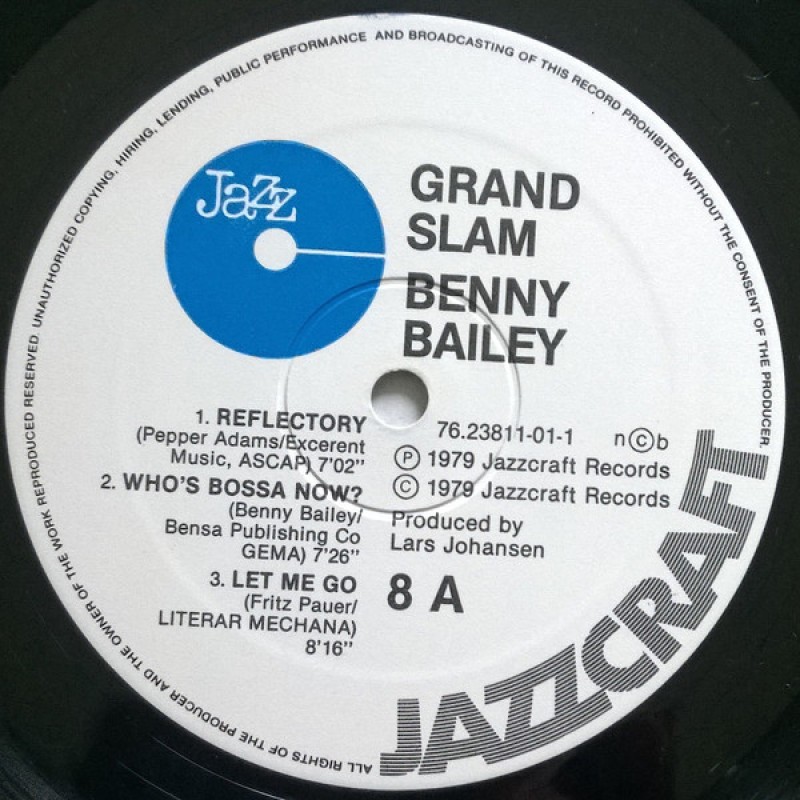 ALL RIGHTS OF THE PRODUCER AND THE OWNER OF THE WORK REPRODUCED RESERVED. UNAUTHORIZED COPYING, HIRING, LENDING, PUBLIC PERFORMANCE AND BROADCASTING OF THIS RECORD PROHIBITED WITHOUT THE CONSENT OF THE PRODUCER.
Jazz
GRAND
SLAM
BENNY
BAILEY
1. REFLECTORY
(Pepper Adams/Excerent
Music, ASCAP) 7'02"
2. WHO'S BOSSA NOW?
(Benny Bailey/
Bensa Publishing Co
GEMA) 7'26"
3. LET ME GO
(Fritz Pauer/
LITERAR MECHANA)
8'16"
76.23811-01-1 n©b
℗ 1979 Jazzcraft Records
© 1979 Jazzcraft Records
Produced by
Lars Johansen
8 A
JAZZCRAFT